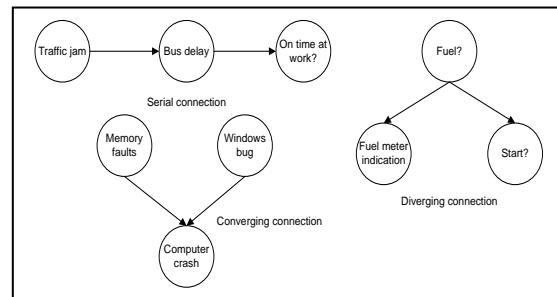 Traffic jam
Bus delay
On time at
work?
Serial connection
Memory
faults
Windows
bug
Converging connection
Computer
crash
Fuel?
Fuel meter
indication
Start?
Diverging connection